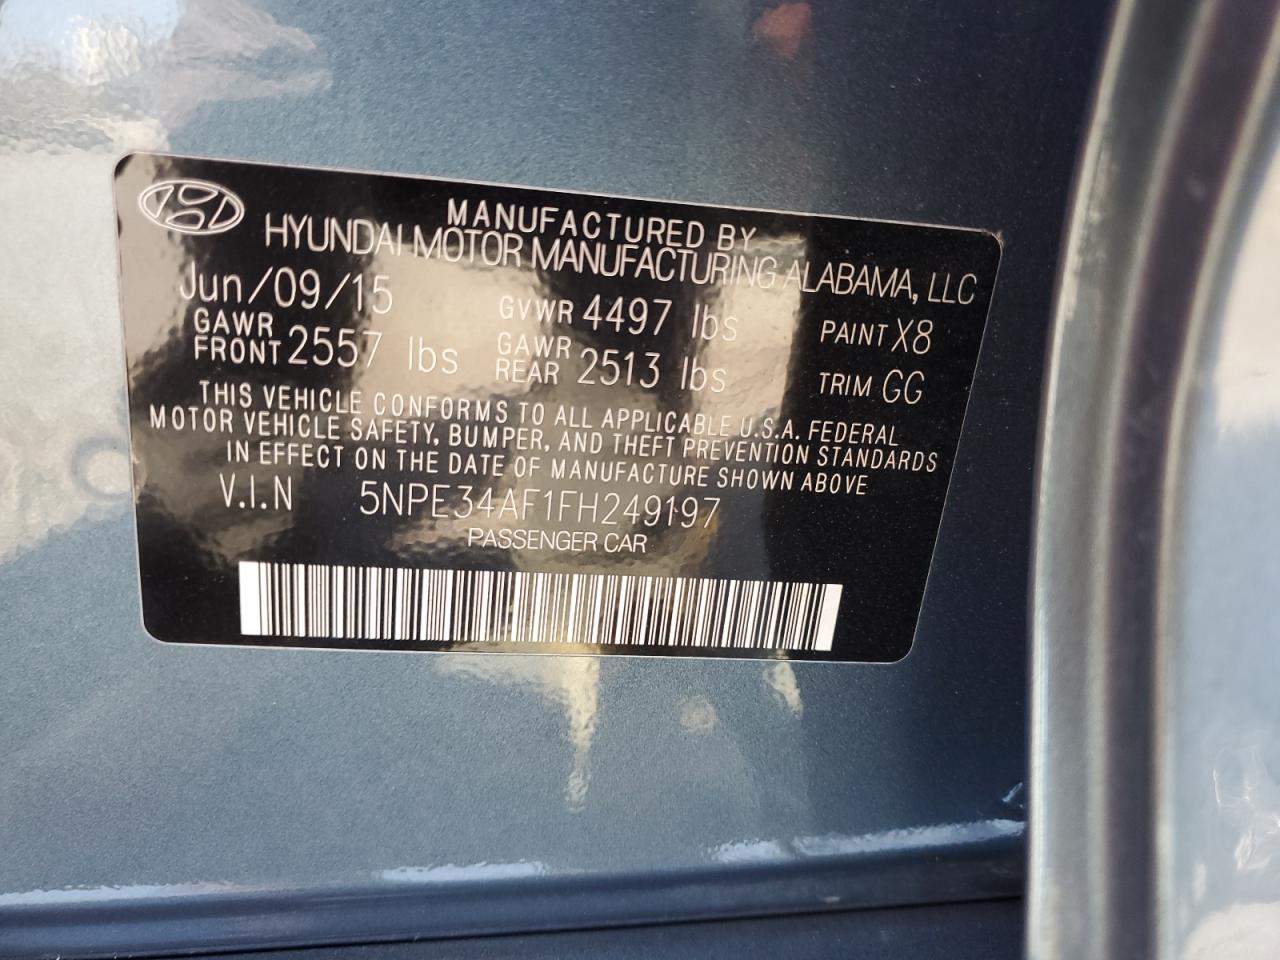 MANUFACTURED BY
HYUNDAI MOTOR MANUFACTURING ALABAMA, LLC
Jun/09/15 GVWR 4497 lbs PAINT X8
GAWR FRONT 2557 lbs GAWR REAR 2513 lbs TRIM GG
THIS VEHICLE CONFORMS TO ALL APPLICABLE U.S.A. FEDERAL
MOTOR VEHICLE SAFETY, BUMPER, AND THEFT PREVENTION STANDARDS
IN EFFECT ON THE DATE OF MANUFACTURE SHOWN ABOVE
V.I.N 5NPE34AF1FH249197
PASSENGER CAR